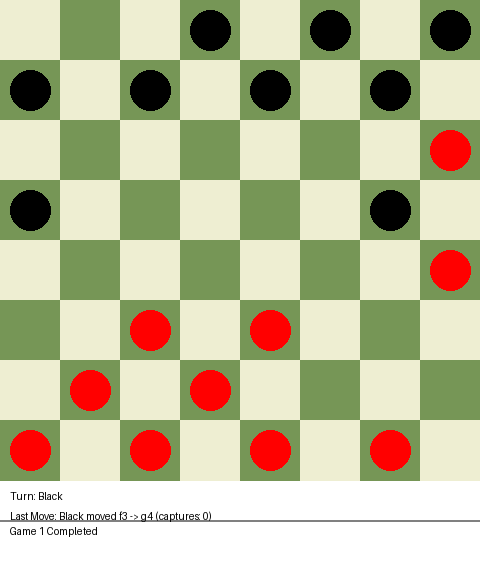 Turn: Black
Last Move: Black moved f3 -> g4 (captures: 0)
Game 1 Completed